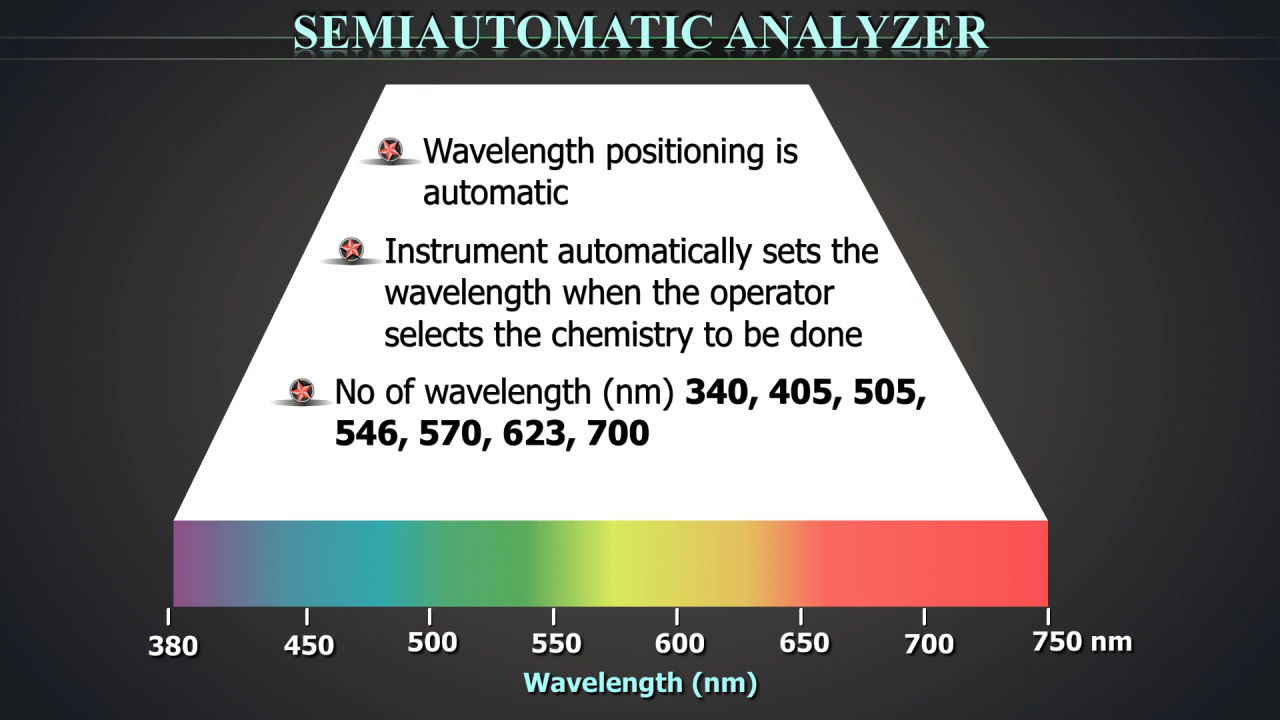 SEMIAUTOMATIC ANALYZER
Wavelength positioning is
automatic
Instrument automatically sets the
wavelength when the operator
selects the chemistry to be done
No of wavelength (nm) 340, 405, 505,
546, 570, 623, 700
380 450 500 550 600 650 700 750 nm
Wavelength (nm)